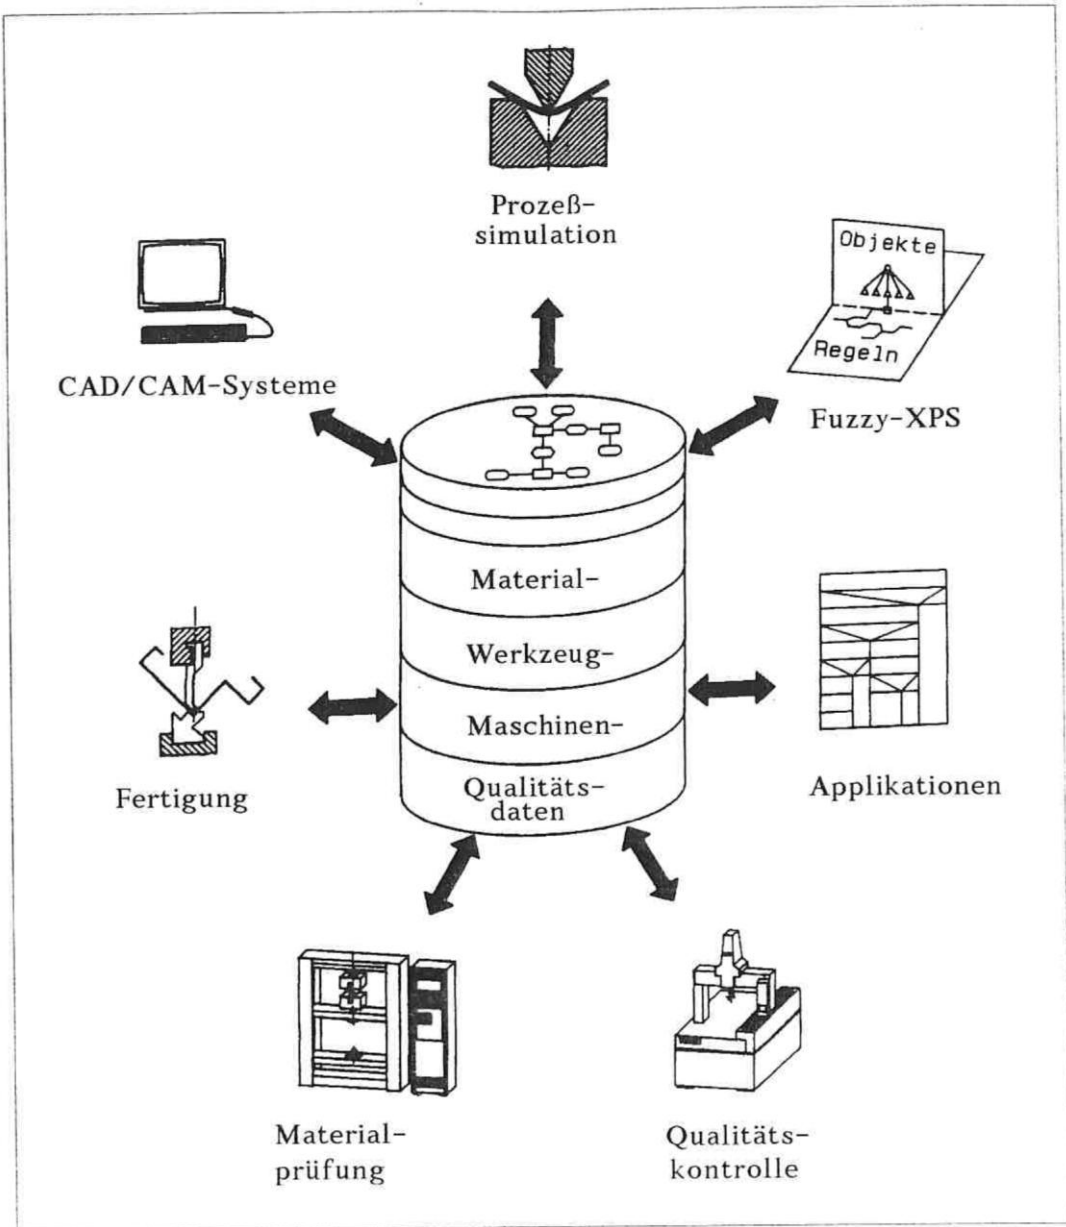 Prozeß-
simulation
Objekte
Regeln
CAD/CAM-Systeme
Fuzzy-XPS
Material-
Werkzeug-
Maschinen-
Qualitäts-
daten
Fertigung
Applikationen
Material-
prüfung
Qualitäts-
kontrolle